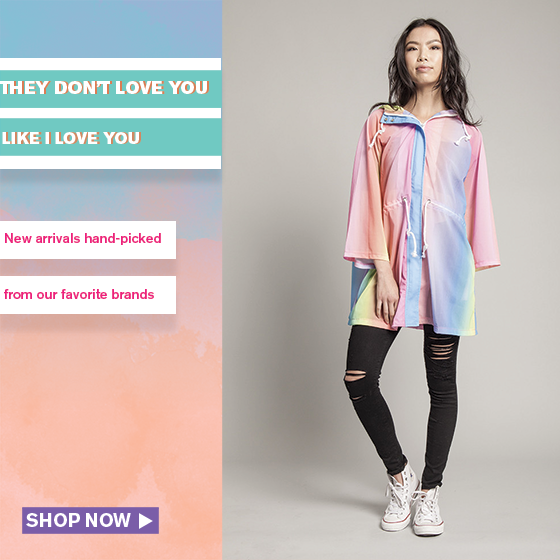 THEY DON'T LOVE YOU
LIKE I LOVE YOU
New arrivals hand-picked
from our favorite brands
SHOP NOW ▶